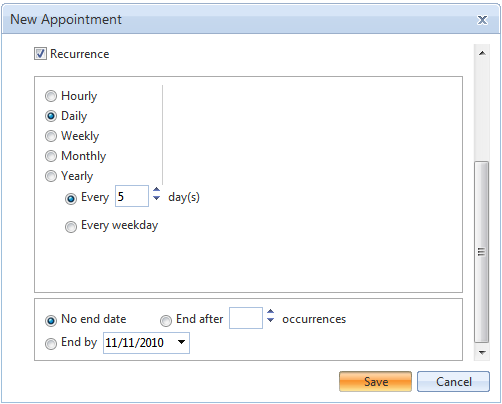 New Appointment
Recurrence
Hourly
Daily
Weekly
Monthly
Yearly
Every 5 day(s)
Every weekday
No end date End after occurrences
End by 11/11/2010
Save Cancel